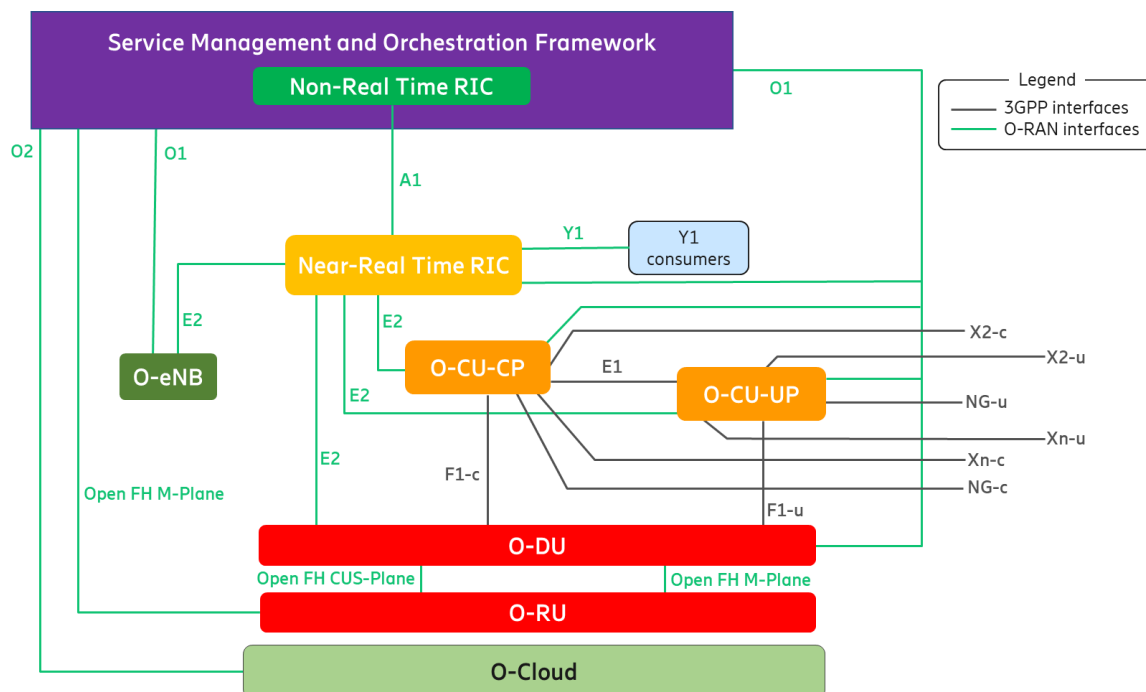 Service Management and Orchestration Framework
Non-Real Time RIC
O1
Legend
3GPP interfaces
O-RAN interfaces
O2
O1
A1
Y1
Y1
consumers
Near-Real Time RIC
E2
E2
X2-c
O-CU-CP
E1
X2-u
O-eNB
O-CU-UP
E2
NG-u
Xn-u
E2
Xn-c
F1-c
NG-c
Open FH M-Plane
F1-u
O-DU
Open FH CUS-Plane
Open FH M-Plane
O-RU
O-Cloud